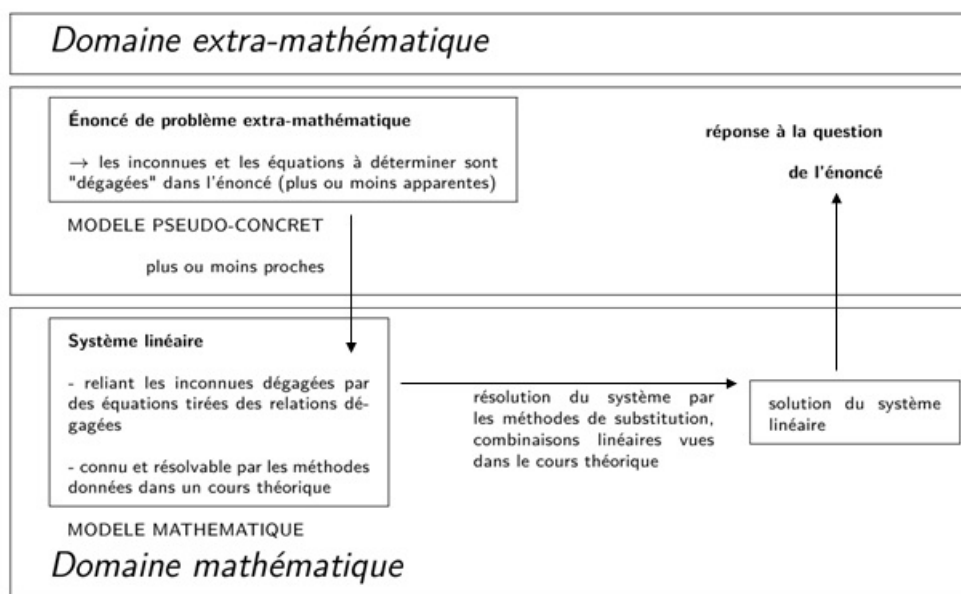 Domaine extra-mathématique
Énoncé de problème extra-mathématique
→ les inconnues et les équations à déterminer sont
"dégagées" dans l'énoncé (plus ou moins apparentes)
MODELE PSEUDO-CONCRET
plus ou moins proches
réponse à la question
de l'énoncé
Système linéaire
- reliant les inconnues dégagées par
des équations tirées des relations dé-
gagées
- connu et résolvable par les méthodes
données dans un cours théorique
MODELE MATHEMATIQUE
résolution du système par
les méthodes de substitution,
combinaisons linéaires vues
dans le cours théorique
solution du système
linéaire
Domaine mathématique